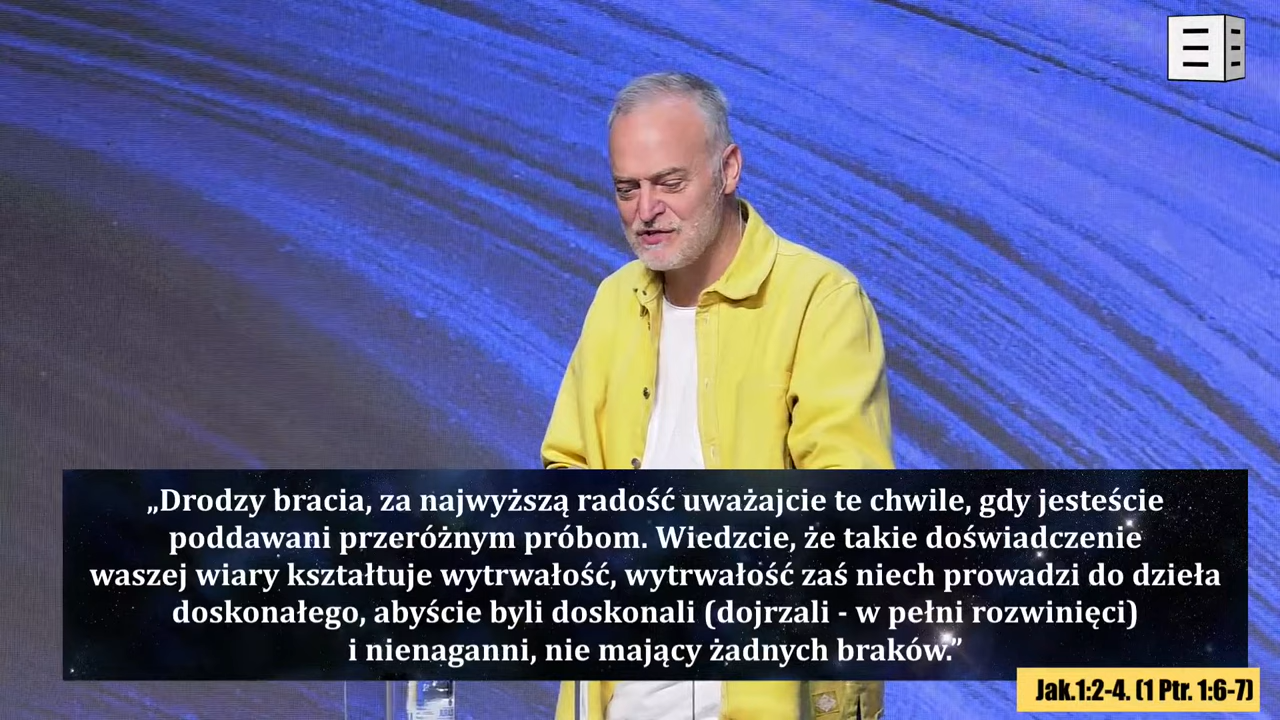 „Drodzy bracia, za najwyższą radość uważajcie te chwile, gdy jesteście
poddawani przeróżnym próbom. Wiedzcie, że takie doświadczenie
waszej wiary kształtuje wytrwałość, wytrwałość zaś niech prowadzi do dzieła
doskonałego, abyście byli doskonali (dojrzali - w pełni rozwinięci)
i nienaganni, nie mający żadnych braków.”
Jak.1:2-4. (1 Ptr. 1:6-7)